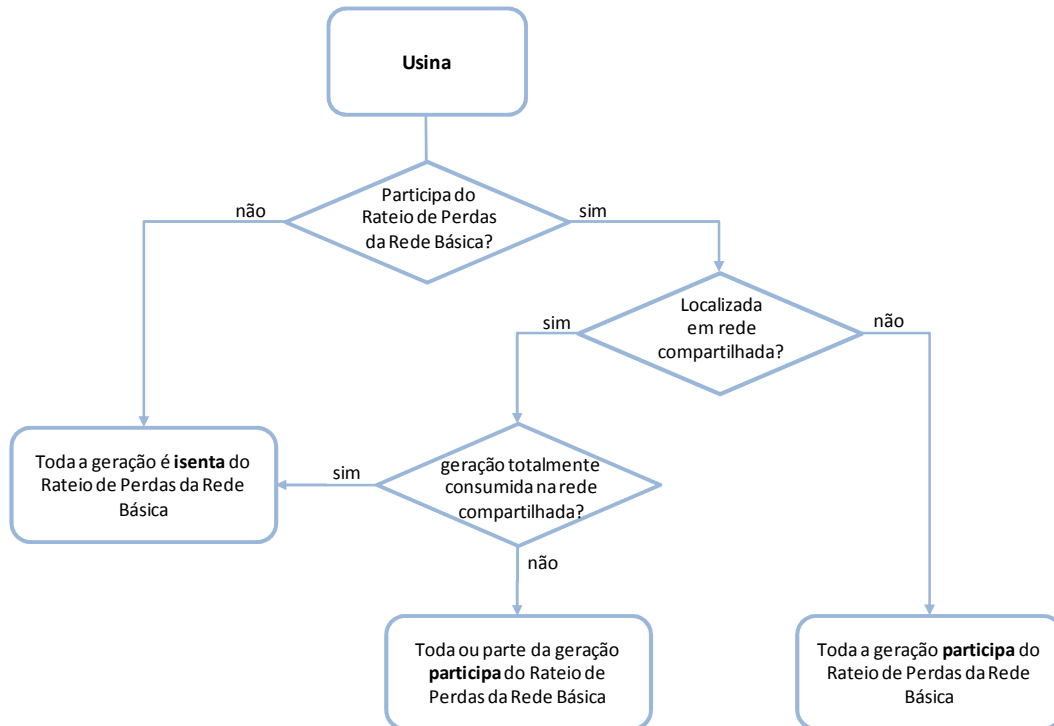 Usina
Participa do
Rateio de Perdas
da Rede Básica?
não
sim
Localizada
em rede
compartilhada?
sim
não
Toda a geração é isenta do
Rateio de Perdas da Rede
Básica
sim
geração totalmente
consumida na rede
compartilhada?
não
Toda ou parte da geração
participa do Rateio de
Perdas da Rede Básica
Toda a geração participa do
Rateio de Perdas da Rede
Básica